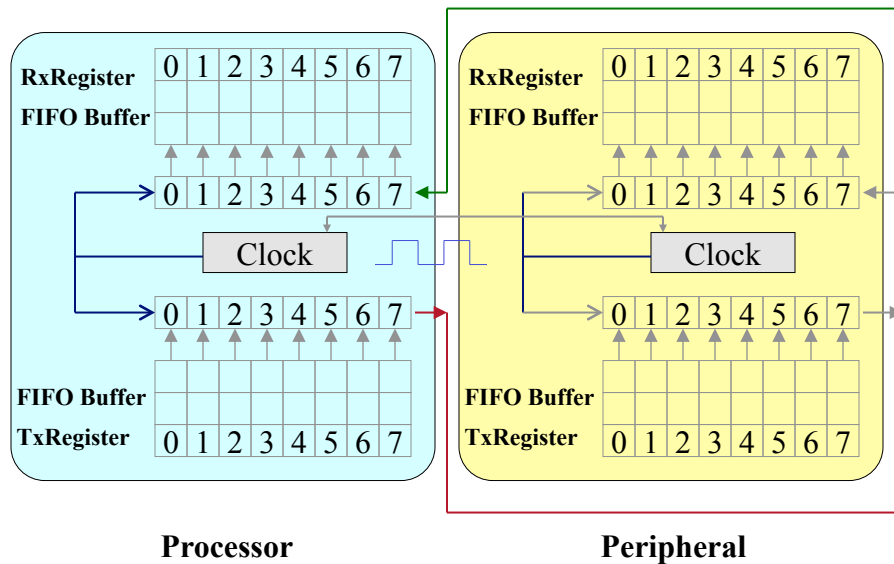 RxRegister 0 1 2 3 4 5 6 7
FIFO Buffer
0 1 2 3 4 5 6 7
Clock
0 1 2 3 4 5 6 7
FIFO Buffer
TxRegister 0 1 2 3 4 5 6 7
Processor
RxRegister 0 1 2 3 4 5 6 7
FIFO Buffer
0 1 2 3 4 5 6 7
Clock
0 1 2 3 4 5 6 7
FIFO Buffer
TxRegister 0 1 2 3 4 5 6 7
Peripheral